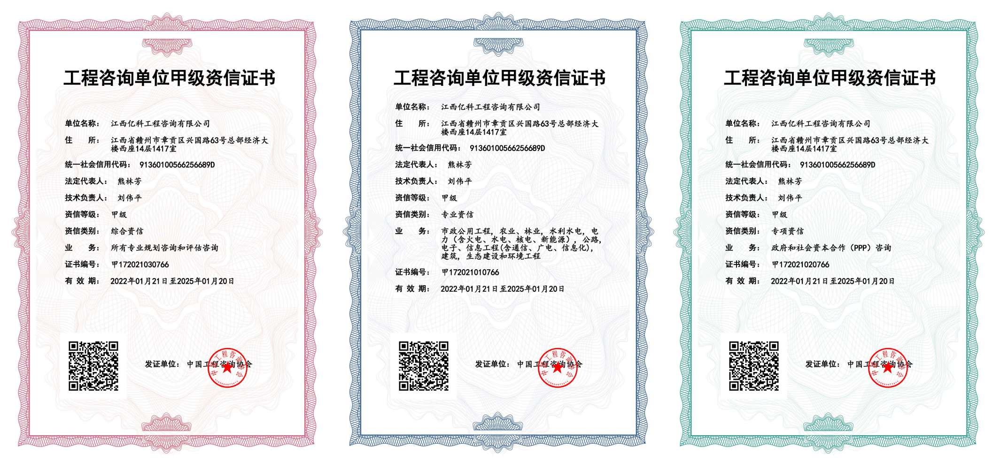 工程咨询单位甲级资信证书
单位名称： 江西亿科工程咨询有限公司
住 所： 江西省赣州市章贡区兴国路63号总部经济大
楼西座14层1417室
统一社会信用代码： 91360100566256689D
法定代表人： 熊林芳
技术负责人： 刘伟平
资信等级： 甲级
资信类别： 综合资信
业 务： 所有专业规划咨询和评估咨询
证书编号： 甲172021030766
有 效 期： 2022年01月21日至2025年01月20日
发证单位： 中国工程咨询协会
中国工程咨询协会
工程咨询单位甲级资信证书
单位名称： 江西亿科工程咨询有限公司
住 所： 江西省赣州市章贡区兴国路63号总部经济大
楼西座14层1417室
统一社会信用代码： 91360100566256689D
法定代表人： 熊林芳
技术负责人： 刘伟平
资信等级： 甲级
资信类别： 专业资信
业 务： 市政公用工程, 农业、林业, 水利水电, 电
力（含火电、水电、核电、新能源）, 公路,
电子、信息工程(含通信、广电、信息化),
建筑, 生态建设和环境工程
证书编号： 甲172021010766
有 效 期： 2022年01月21日至2025年01月20日
发证单位： 中国工程咨询协会
中国工程咨询协会
工程咨询单位甲级资信证书
单位名称： 江西亿科工程咨询有限公司
住 所： 江西省赣州市章贡区兴国路63号总部经济大
楼西座14层1417室
统一社会信用代码： 91360100566256689D
法定代表人： 熊林芳
技术负责人： 刘伟平
资信等级： 甲级
资信类别： 专项资信
业 务： 政府和社会资本合作（PPP）咨询
证书编号： 甲172021020766
有 效 期： 2022年01月21日至2025年01月20日
发证单位： 中国工程咨询协会
中国工程咨询协会